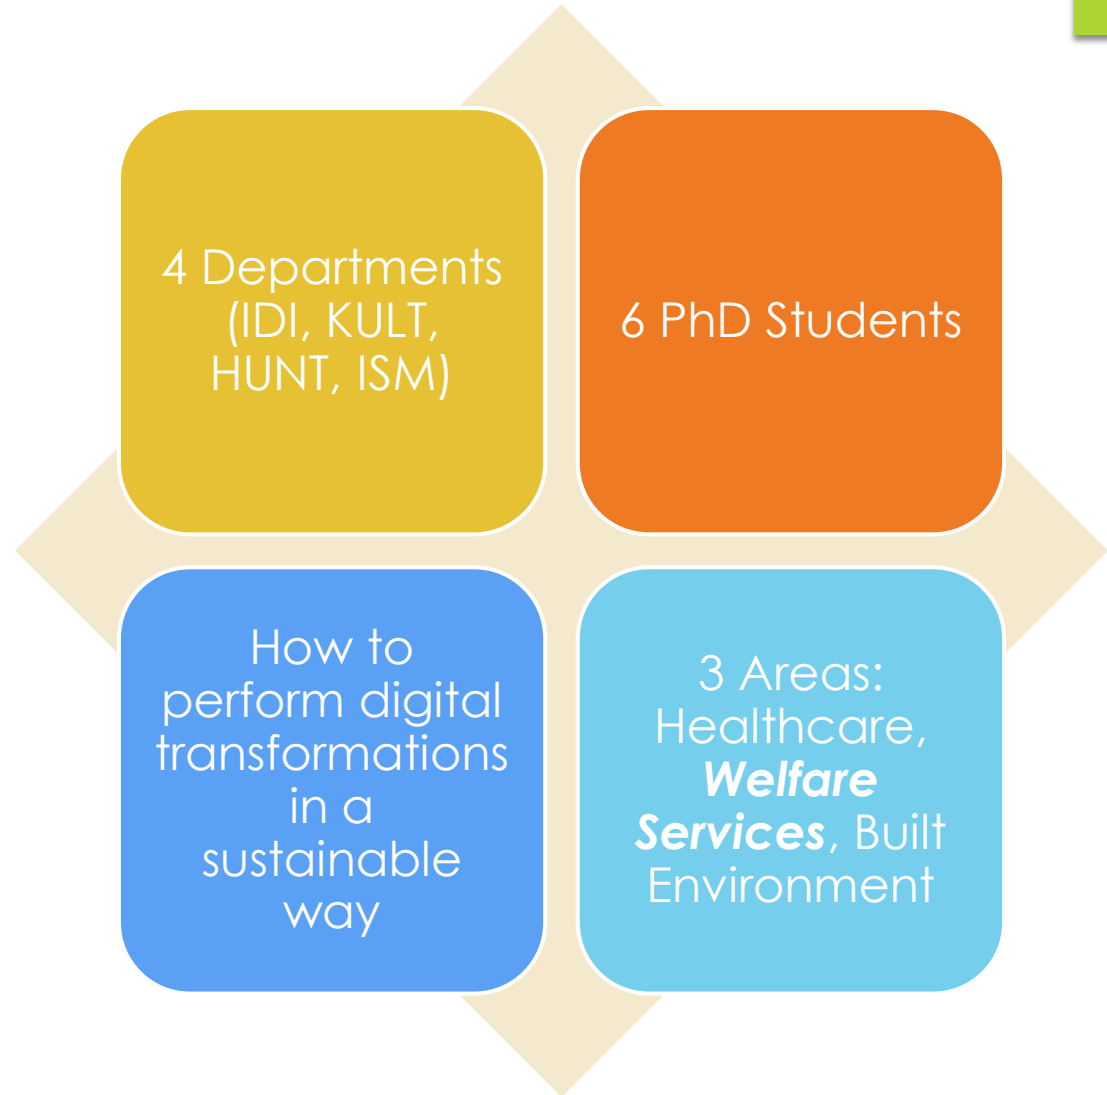 4 Departments
(IDI, KULT,
HUNT, ISM)
6 PhD Students
How to
perform digital
transformations
in a
sustainable
way
3 Areas:
Healthcare,
Welfare
Services, Built
Environment